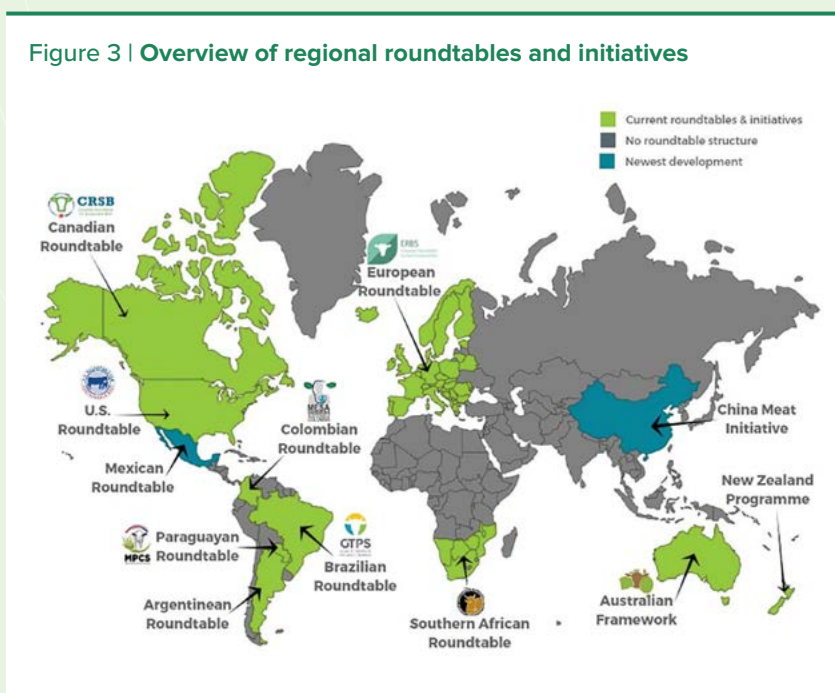 Figure 3 | Overview of regional roundtables and initiatives
Current roundtables & initiatives
No roundtable structure
Newest development
CRSB
Canadian
Roundtable
ERBS
European
Roundtable
U.S.
Roundtable
MESA
Colombian
Roundtable
China Meat
Initiative
Mexican
Roundtable
New Zealand
Programme
MPCS
Paraguayan
Roundtable
GTPS
Brazilian
Roundtable
Argentinean
Roundtable
Southern African
Roundtable
Australian
Framework